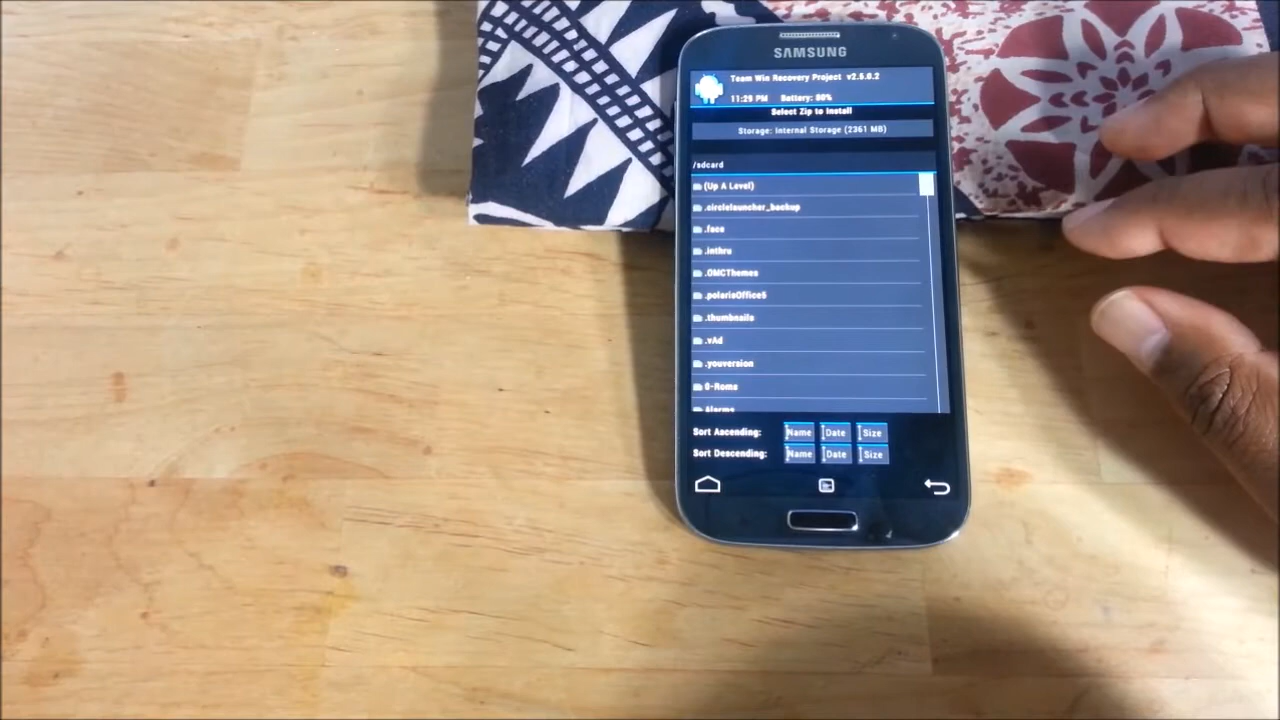 SAMSUNG
Team Win Recovery Project v2.5.0.2
11:29 PM Battery: 80%
Select Zip to Install
Storage: Internal Storage (2361 MB)
/sdcard
(Up A Level)
.circlelauncher_backup
.face
.inthru
.OMCThemes
.polarisOffice5
.thumbnails
.vAd
.youversion
0-Roms
Alarms
Sort Ascending: Name Date Size
Sort Descending: Name Date Size